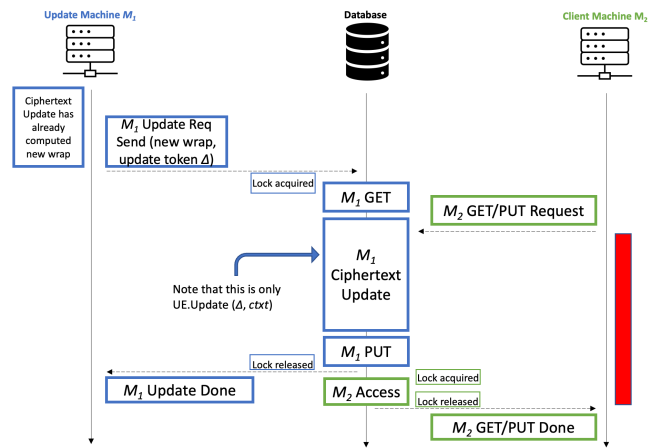 Update Machine M1
Database
Client Machine M2
Ciphertext
Update has
already
computed
new wrap
M1 Update Req
Send (new wrap,
update token Δ)
Lock acquired
M1 GET
M2 GET/PUT Request
M1
Ciphertext
Update
Note that this is only
UE.Update (Δ, ctxt)
M1 PUT
Lock released
M1 Update Done
M2 Access
Lock acquired
Lock released
M2 GET/PUT Done